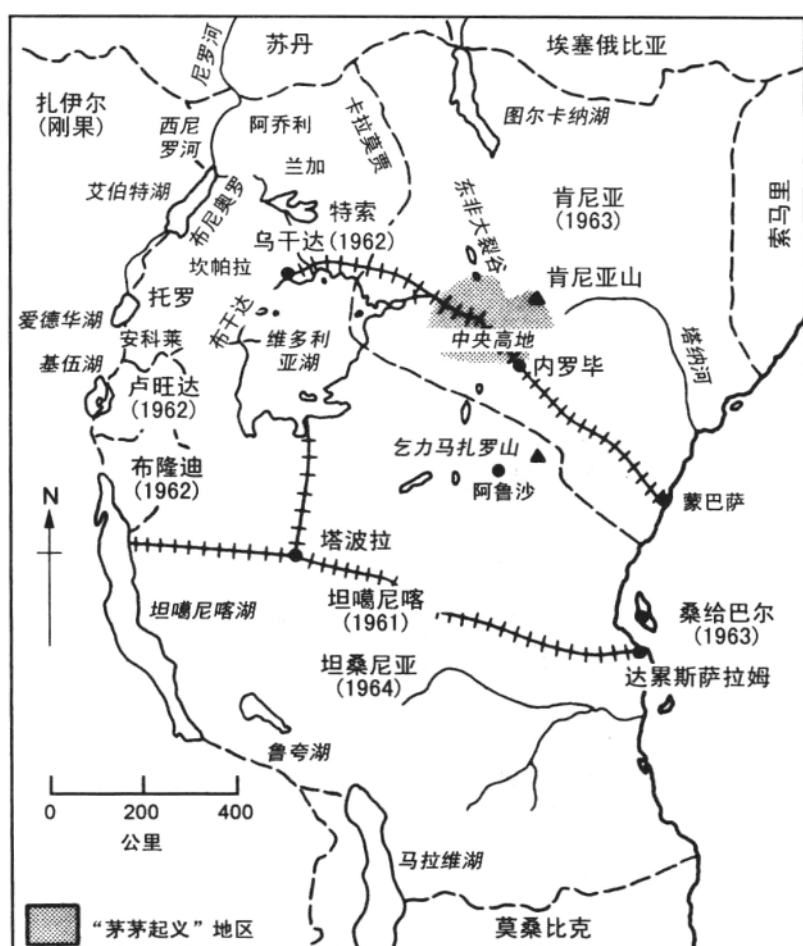 苏丹
埃塞俄比亚
尼罗河
扎伊尔
(刚果)
西尼
罗河
阿乔利
卡拉莫贾
图尔卡纳湖
兰加
艾伯特湖
布尼奥罗
特索
东非大裂谷
肯尼亚
(1963)
索马里
乌干达(1962)
坎帕拉
肯尼亚山
托罗
爱德华湖
布干达
维多利
亚湖
中央高地
塔纳河
安科莱
基伍湖
内罗毕
卢旺达
(1962)
乞力马扎罗山
布隆迪
(1962)
阿鲁沙
蒙巴萨
N
塔波拉
坦噶尼喀湖
坦噶尼喀
(1961)
桑给巴尔
(1963)
坦桑尼亚
(1964)
达累斯萨拉姆
鲁夸湖
0 200 400
公里
马拉维湖
“茅茅起义”地区
莫桑比克